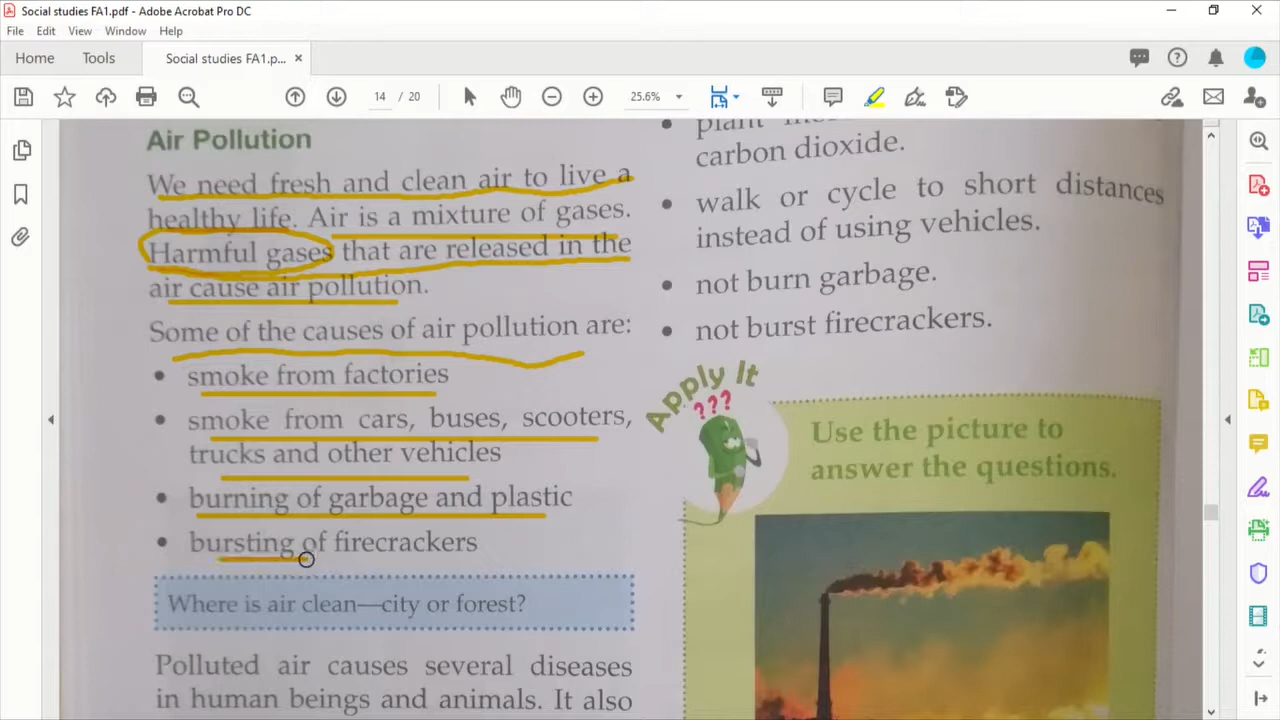 Social studies FA1.pdf - Adobe Acrobat Pro DC
File Edit View Window Help
Home Tools Social studies FA1.p...
14 / 20 25.6%
Air Pollution
We need fresh and clean air to live a
healthy life. Air is a mixture of gases.
Harmful gases that are released in the
air cause air pollution.
Some of the causes of air pollution are:
• smoke from factories
• smoke from cars, buses, scooters,
trucks and other vehicles
• burning of garbage and plastic
• bursting of firecrackers
Where is air clean—city or forest?
Polluted air causes several diseases
in human beings and animals. It also
• plant
carbon dioxide.
• walk or cycle to short distances
instead of using vehicles.
• not burn garbage.
• not burst firecrackers.
Apply It
???
Use the picture to
answer the questions.